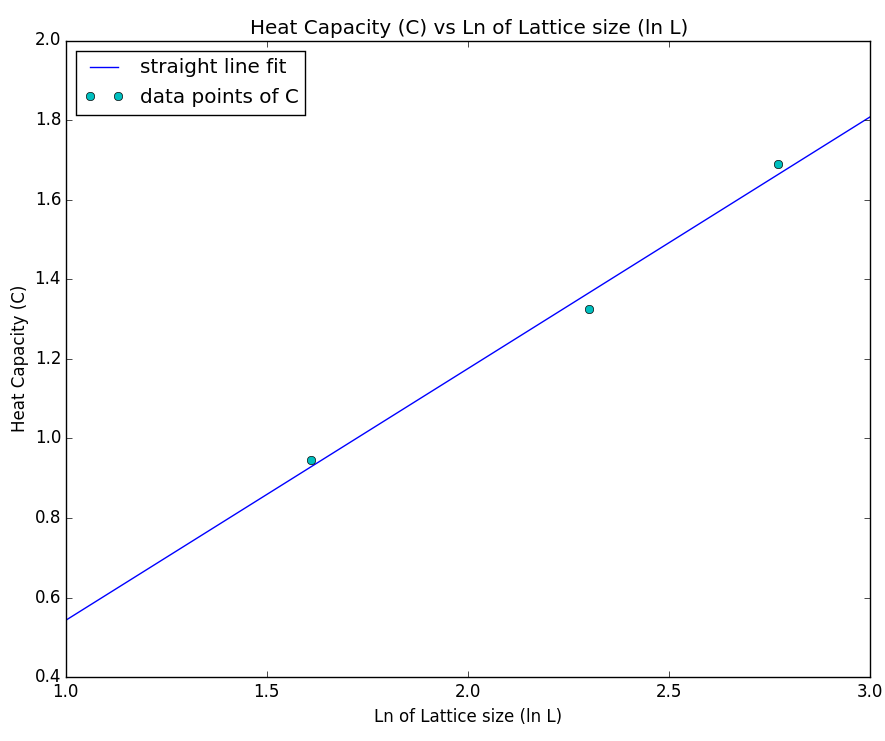 Heat Capacity (C) vs Ln of Lattice size (ln L)
straight line fit
data points of C
2.0
1.8
1.6
1.4
1.2
1.0
0.8
0.6
0.4
Heat Capacity (C)
1.0 1.5 2.0 2.5 3.0
Ln of Lattice size (ln L)